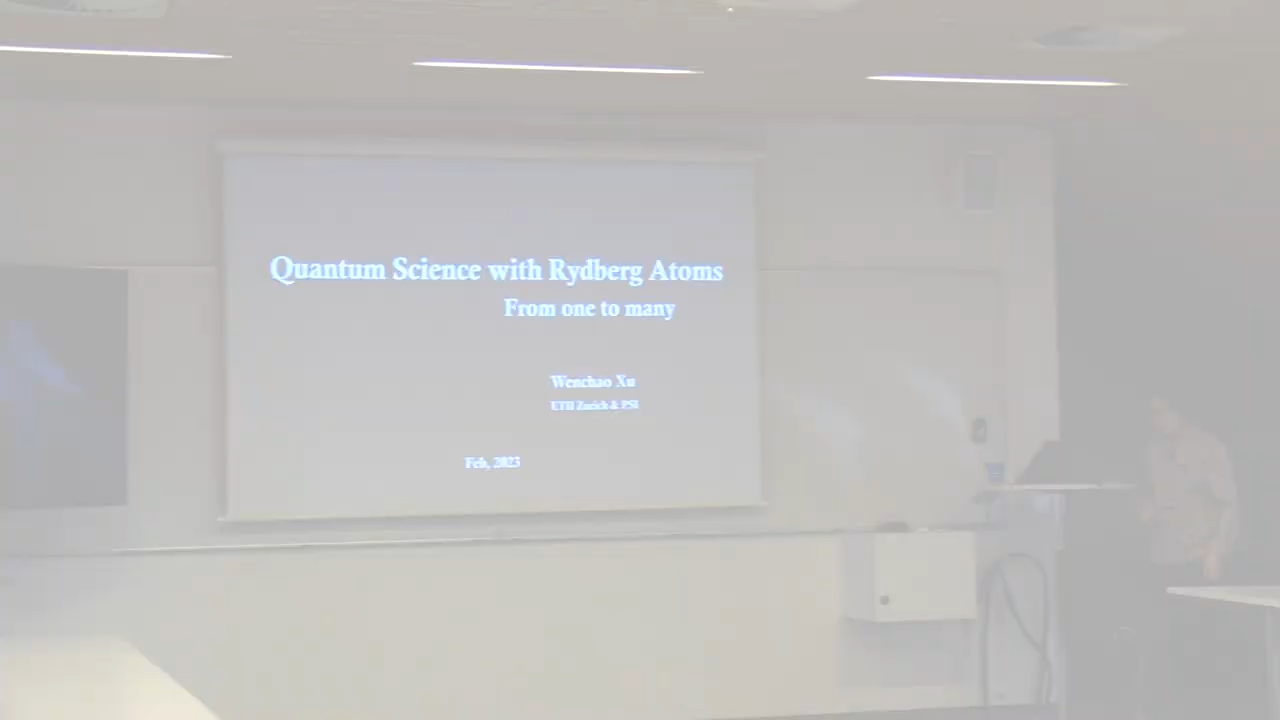 Quantum Science with Rydberg Atoms
From one to many
Wenchao Xu
ETH Zurich & PSI
Feb, 2023